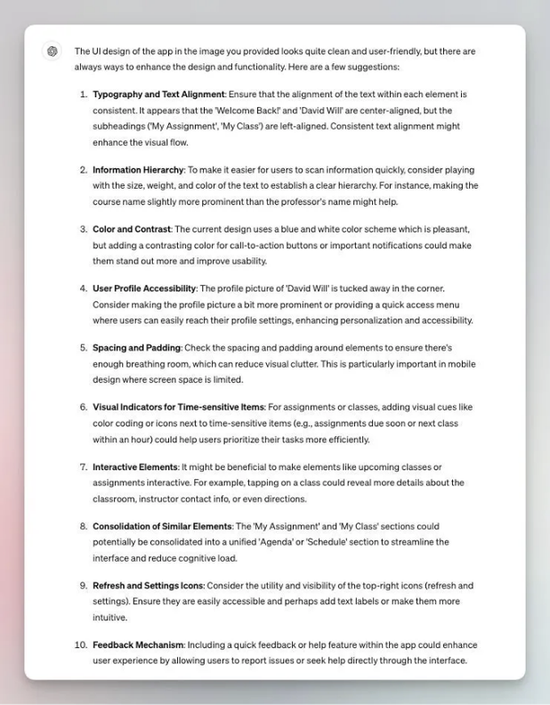 The UI design of the app in the image you provided looks quite clean and user-friendly, but there are
always ways to enhance the design and functionality. Here are a few suggestions:
1. Typography and Text Alignment: Ensure that the alignment of the text within each element is
consistent. It appears that the 'Welcome Back!' and 'David Will' are center-aligned, but the
subheadings ('My Assignment', 'My Class') are left-aligned. Consistent text alignment might
enhance the visual flow.
2. Information Hierarchy: To make it easier for users to scan information quickly, consider playing
with the size, weight, and color of the text to establish a clear hierarchy. For instance, making the
course name slightly more prominent than the professor's name might help.
3. Color and Contrast: The current design uses a blue and white color scheme which is pleasant,
but adding a contrasting color for call-to-action buttons or important notifications could make
them stand out more and improve usability.
4. User Profile Accessibility: The profile picture of 'David Will' is tucked away in the corner.
Consider making the profile picture a bit more prominent or providing a quick access menu
where users can easily reach their profile settings, enhancing personalization and accessibility.
5. Spacing and Padding: Check the spacing and padding around elements to ensure there's
enough breathing room, which can reduce visual clutter. This is particularly important in mobile
design where screen space is limited.
6. Visual Indicators for Time-sensitive Items: For assignments or classes, adding visual cues like
color coding or icons next to time-sensitive items (e.g., assignments due soon or next class
within an hour) could help users prioritize their tasks more efficiently.
7. Interactive Elements: It might be beneficial to make elements like upcoming classes or
assignments interactive. For example, tapping on a class could reveal more details about the
classroom, instructor contact info, or even directions.
8. Consolidation of Similar Elements: The 'My Assignment' and 'My Class' sections could
potentially be consolidated into a unified 'Agenda' or 'Schedule' section to streamline the
interface and reduce cognitive load.
9. Refresh and Settings Icons: Consider the utility and visibility of the top-right icons (refresh and
settings). Ensure they are easily accessible and perhaps add text labels or make them more
intuitive.
10. Feedback Mechanism: Including a quick feedback or help feature within the app could enhance
user experience by allowing users to report issues or seek help directly through the interface.